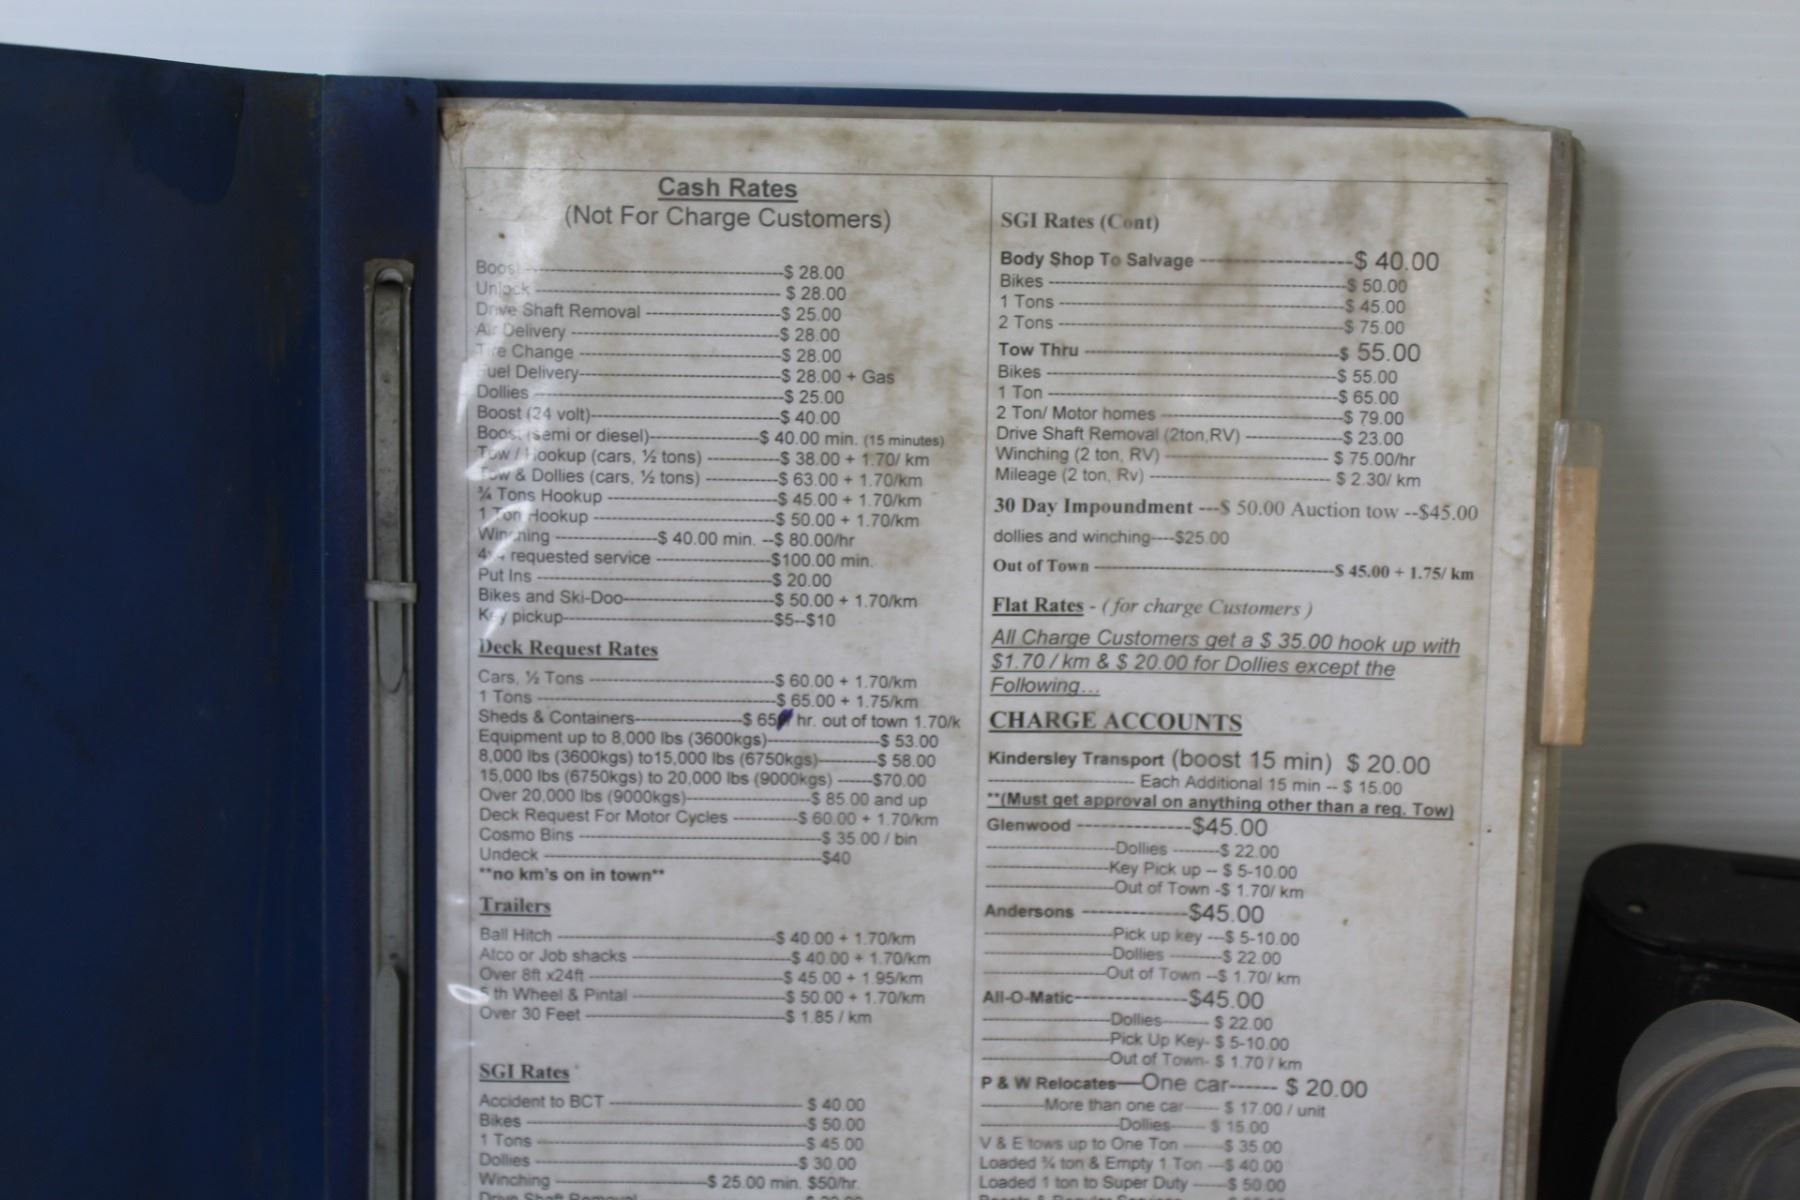 Cash Rates
(Not For Charge Customers)
Boost ---$ 28.00
Unlock --- $ 28.00
Drive Shaft Removal ---$ 25.00
Air Delivery ---$ 28.00
Tire Change ---$ 28.00
Fuel Delivery---$ 28.00 + Gas
Dollies ---$ 25.00
Boost (24 volt)---$ 40.00
Boost (semi or diesel)---$ 40.00 min. (15 minutes)
Tow / Hookup (cars, ½ tons) ---$ 38.00 + 1.70/ km
Tow & Dollies (cars, ½ tons) ---$ 63.00 + 1.70/km
¾ Tons Hookup ---$ 45.00 + 1.70/km
1 Ton Hookup ---$ 50.00 + 1.70/km
Winching ---$ 40.00 min. --$ 80.00/hr
4x4 requested service ---$100.00 min.
Put Ins ---$ 20.00
Bikes and Ski-Doo---$ 50.00 + 1.70/km
Key pickup---$5--$10
Deck Request Rates
Cars, ½ Tons ---$ 60.00 + 1.70/km
1 Tons ---$ 65.00 + 1.75/km
Sheds & Containers---$ 65 hr. out of town 1.70/k
Equipment up to 8,000 lbs (3600kgs)---$ 53.00
8,000 lbs (3600kgs) to15,000 lbs (6750kgs)---$ 58.00
15,000 lbs (6750kgs) to 20,000 lbs (9000kgs) ---$70.00
Over 20,000 lbs (9000kgs)---$ 85.00 and up
Deck Request For Motor Cycles ---$ 60.00 + 1.70/km
Cosmo Bins ---$ 35.00 / bin
Undeck ---$40
**no km's on in town**
Trailers
Ball Hitch ---$ 40.00 + 1.70/km
Atco or Job shacks ---$ 40.00 + 1.70/km
Over 8ft x24ft ---$ 45.00 + 1.95/km
5 th Wheel & Pintal ---$ 50.00 + 1.70/km
Over 30 Feet ---$ 1.85 / km
SGI Rates
Accident to BCT --- $ 40.00
Bikes ---$ 50.00
1 Tons ---$ 45.00
Dollies ---$ 30.00
Winching ---$ 25.00 min. $50/hr.
Drive Shaft Removal
SGI Rates (Cont)
Body Shop To Salvage ---$ 40.00
Bikes ---$ 50.00
1 Tons ---$ 45.00
2 Tons ---$ 75.00
Tow Thru ---$ 55.00
Bikes ---$ 55.00
1 Ton ---$ 65.00
2 Ton/ Motor homes ---$ 79.00
Drive Shaft Removal (2ton,RV) ---$ 23.00
Winching (2 ton, RV) --- $ 75.00/hr
Mileage (2 ton, Rv) --- $ 2.30/ km
30 Day Impoundment ---$ 50.00 Auction tow --$45.00
dollies and winching----$25.00
Out of Town ---$ 45.00 + 1.75/ km
Flat Rates - ( for charge Customers )
All Charge Customers get a $ 35.00 hook up with
$1.70 / km & $ 20.00 for Dollies except the
Following...
CHARGE ACCOUNTS
Kindersley Transport (boost 15 min) $ 20.00
--- Each Additional 15 min -- $ 15.00
**(Must get approval on anything other than a reg. Tow)
Glenwood ---$45.00
---Dollies ---$ 22.00
---Key Pick up -- $ 5-10.00
---Out of Town -$ 1.70/ km
Andersons ---$45.00
---Pick up key ---$ 5-10.00
---Dollies ---$ 22.00
---Out of Town --$ 1.70/ km
All-O-Matic---$45.00
---Dollies--- $ 22.00
---Pick Up Key- $ 5-10.00
---Out of Town- $ 1.70 / km
P & W Relocates—One car------ $ 20.00
---More than one car--- $ 17.00 / unit
---Dollies--- $ 15.00
V & E tows up to One Ton ---$ 35.00
Loaded ¾ ton & Empty 1 Ton ---$ 40.00
Loaded 1 ton to Super Duty ---$ 50.00